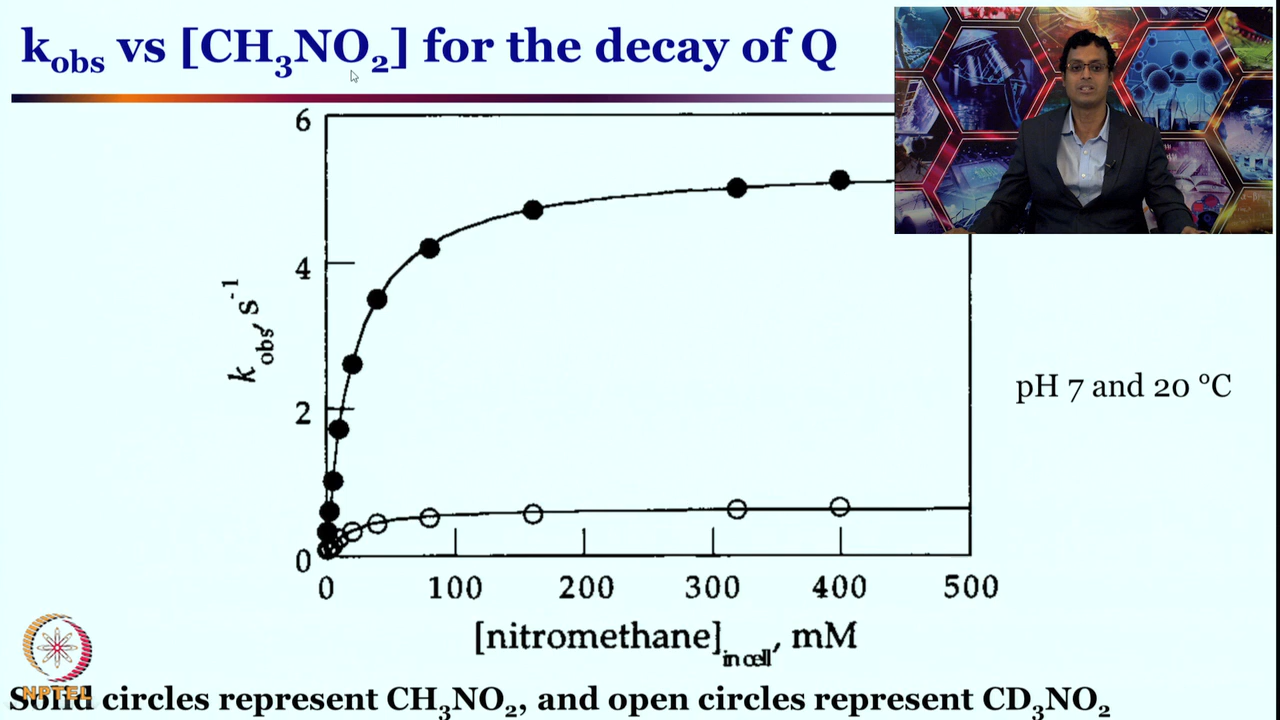 k_obs vs [CH₃NO₂] for the decay of Q
6
4
2
0
k_obs, s⁻¹
0 100 200 300 400 500
[nitromethane]_in cell, mM
pH 7 and 20 °C
NPTEL
Solid circles represent CH₃NO₂, and open circles represent CD₃NO₂